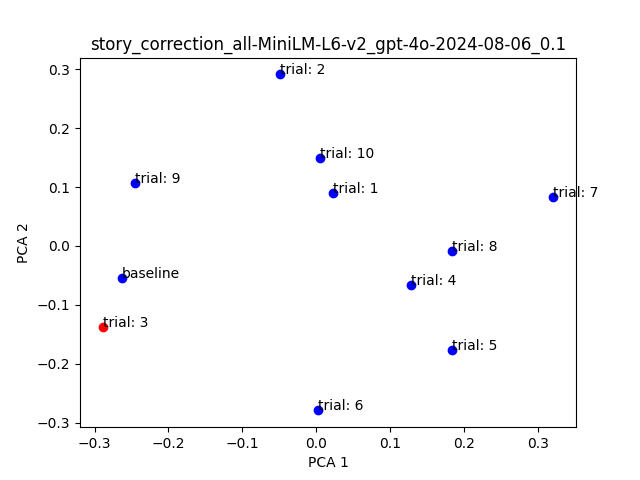 story_correction_all-MiniLM-L6-v2_gpt-4o-2024-08-06_0.1
0.3
trial: 2
trial: 10
0.2
trial: 9
trial: 1
trial: 7
0.1
PCA 2
0.0
trial: 8
baseline
trial: 4
−0.1
trial: 3
trial: 5
−0.2
trial: 6
−0.3
−0.3 −0.2 −0.1 0.0 0.1 0.2 0.3
PCA 1